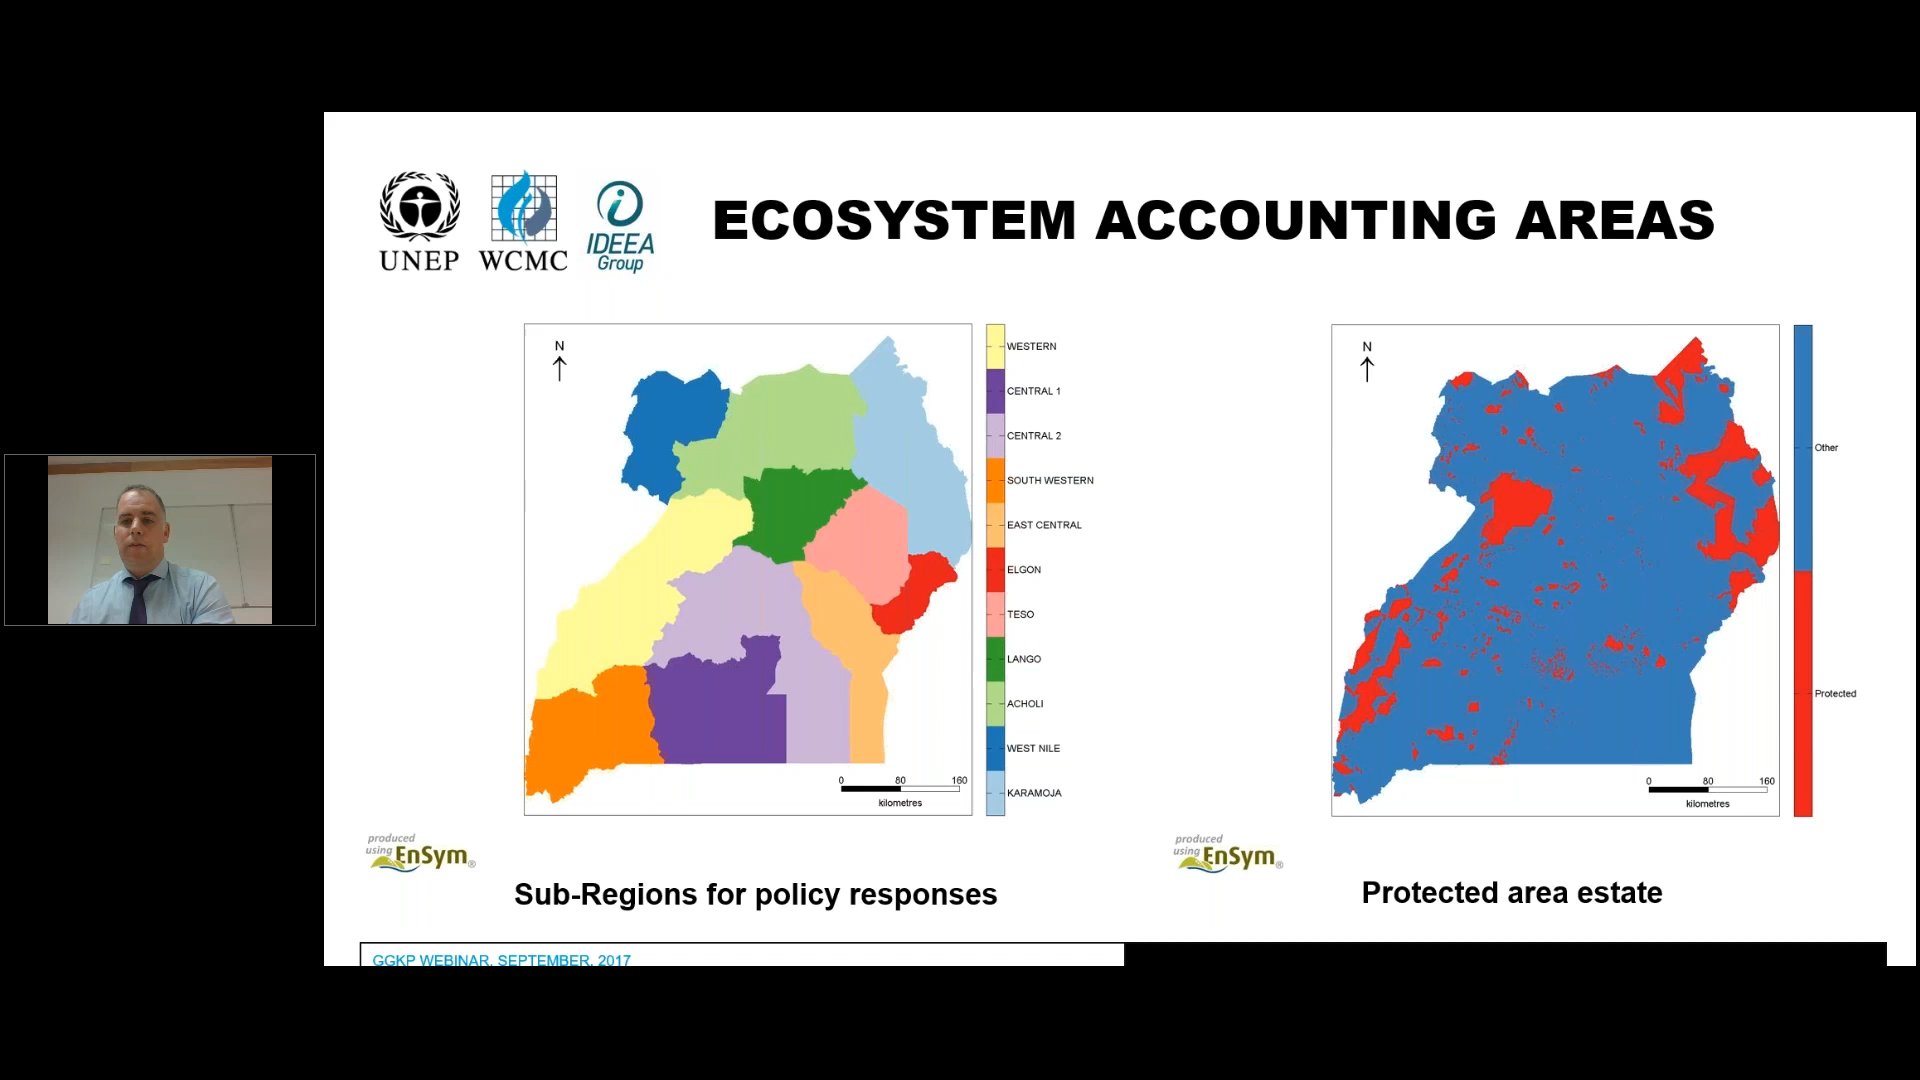 UNEP
WCMC
IDEEA
Group
ECOSYSTEM ACCOUNTING AREAS
N
WESTERN
CENTRAL 1
CENTRAL 2
SOUTH WESTERN
EAST CENTRAL
ELGON
TESO
LANGO
ACHOLI
WEST NILE
KARAMOJA
0 80 160
kilometres
produced
using EnSym®
Sub-Regions for policy responses
N
Other
Protected
0 80 160
kilometres
produced
using EnSym®
Protected area estate
GGKP WEBINAR, SEPTEMBER, 2017